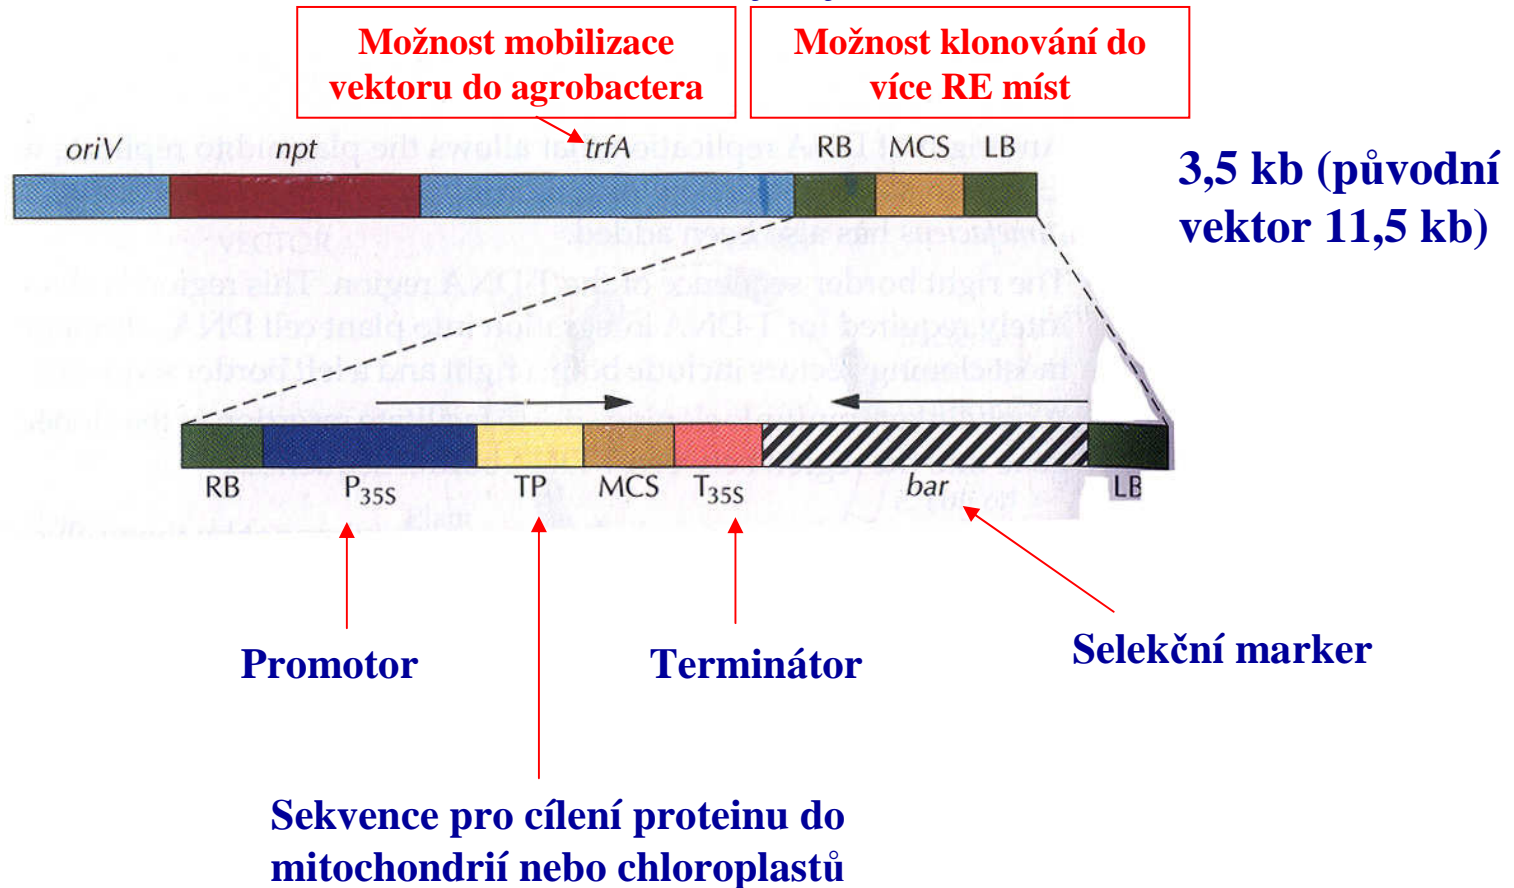 Možnost mobilizace
vektoru do agrobactera
Možnost klonování do
více RE míst
oriV npt trfA RB MCS LB
3,5 kb (původní
vektor 11,5 kb)
RB P35S TP MCS T35S bar LB
Promotor
Terminátor
Selekční marker
Sekvence pro cílení proteinu do
mitochondrií nebo chloroplastů